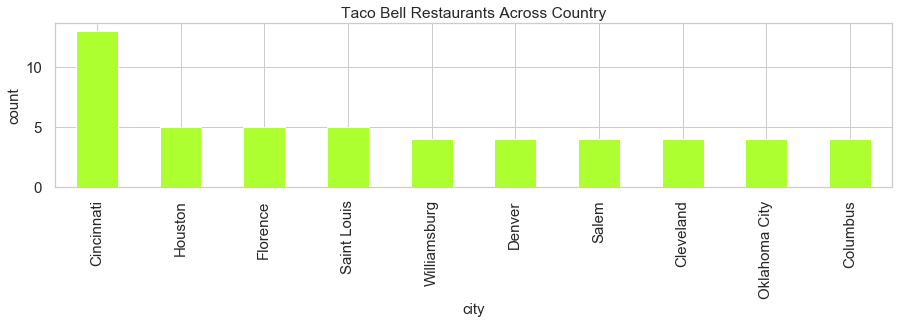 Taco Bell Restaurants Across Country
count
10
5
0
Cincinnati
Houston
Florence
Saint Louis
Williamsburg
Denver
Salem
Cleveland
Oklahoma City
Columbus
city